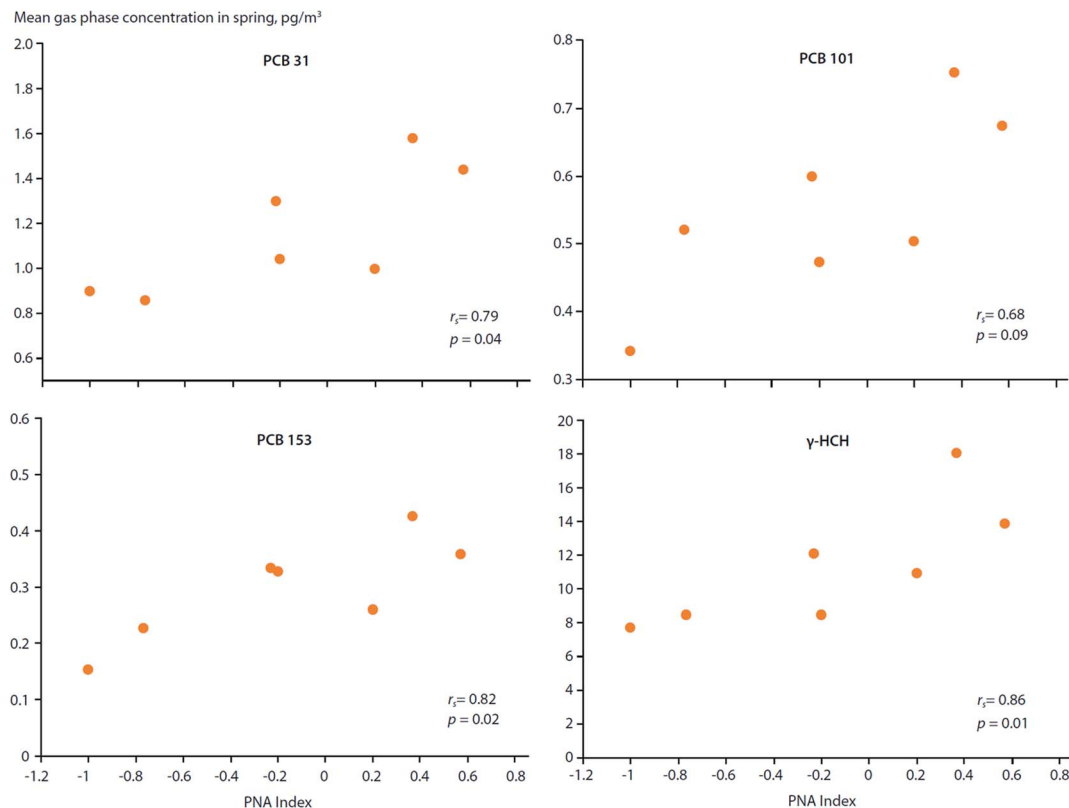 Mean gas phase concentration in spring, pg/m³
PCB 31
2.0
1.8
1.6
1.4
1.2
1.0
0.8
0.6
rₛ= 0.79
p = 0.04
PCB 101
0.8
0.7
0.6
0.5
0.4
0.3
rₛ= 0.68
p = 0.09
PCB 153
0.6
0.5
0.4
0.3
0.2
0.1
0
rₛ= 0.82
p = 0.02
-1.2 -1 -0.8 -0.6 -0.4 -0.2 0 0.2 0.4 0.6 0.8
PNA Index
γ-HCH
20
18
16
14
12
10
8
6
4
2
0
rₛ= 0.86
p = 0.01
-1.2 -1 -0.8 -0.6 -0.4 -0.2 0 0.2 0.4 0.6 0.8
PNA Index